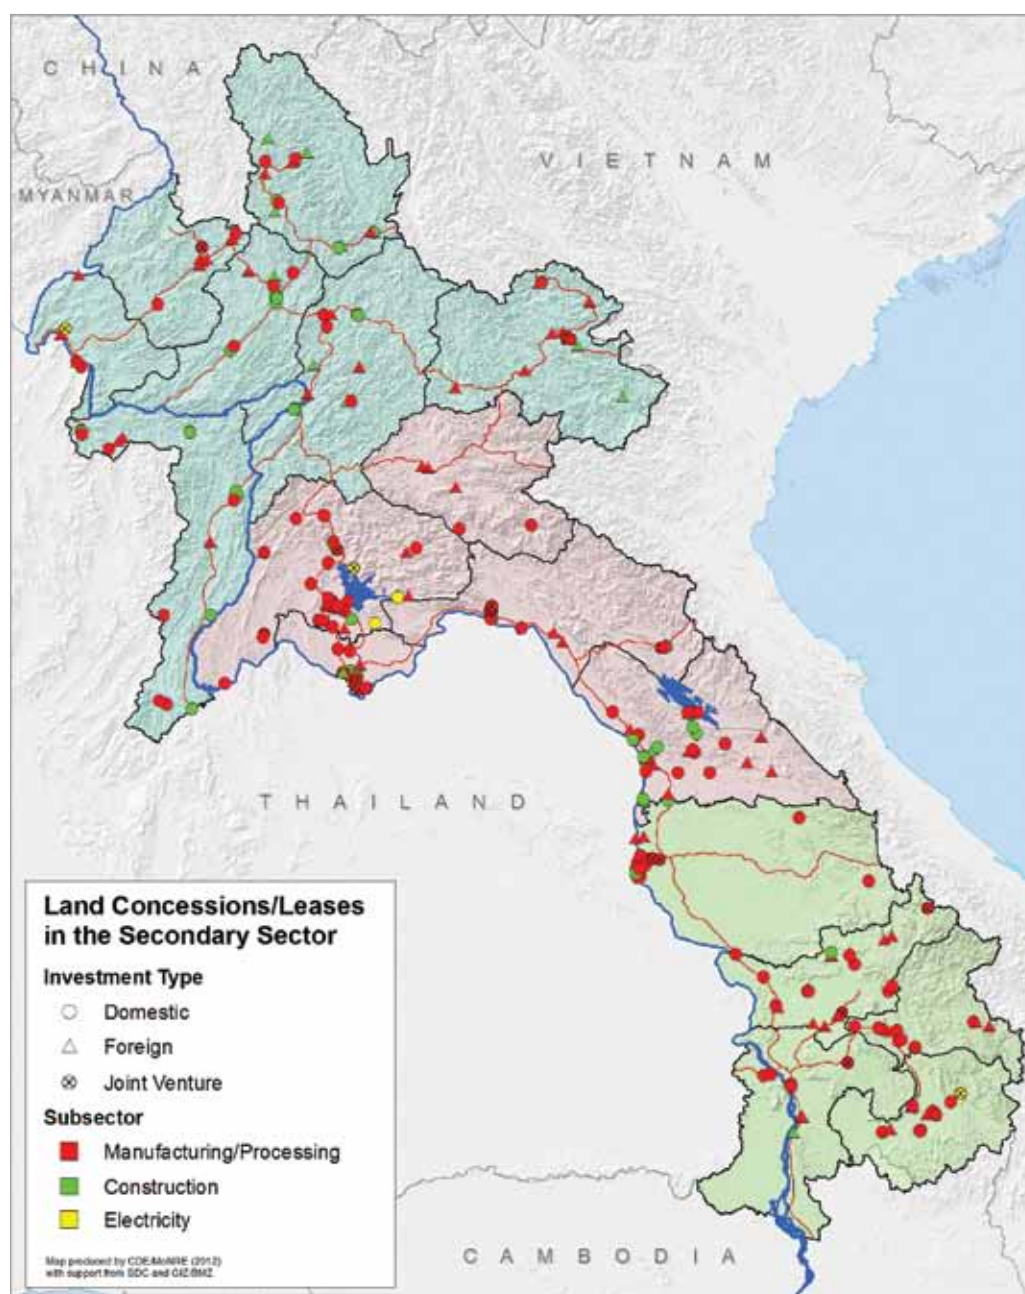 CHINA
VIETNAM
MYANMAR
THAILAND
Land Concessions/Leases
in the Secondary Sector
Investment Type
Domestic
Foreign
Joint Venture
Subsector
Manufacturing/Processing
Construction
Electricity
Map produced by CDE/MoNRE (2012)
with support from SDC and GIZ/BMZ
CAMBODIA